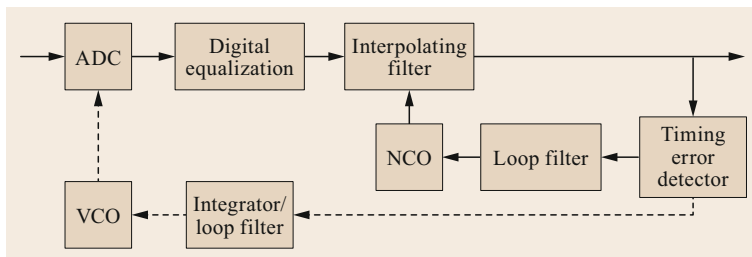 ADC
Digital
equalization
Interpolating
filter
NCO
Loop filter
Timing
error
detector
VCO
Integrator/
loop filter